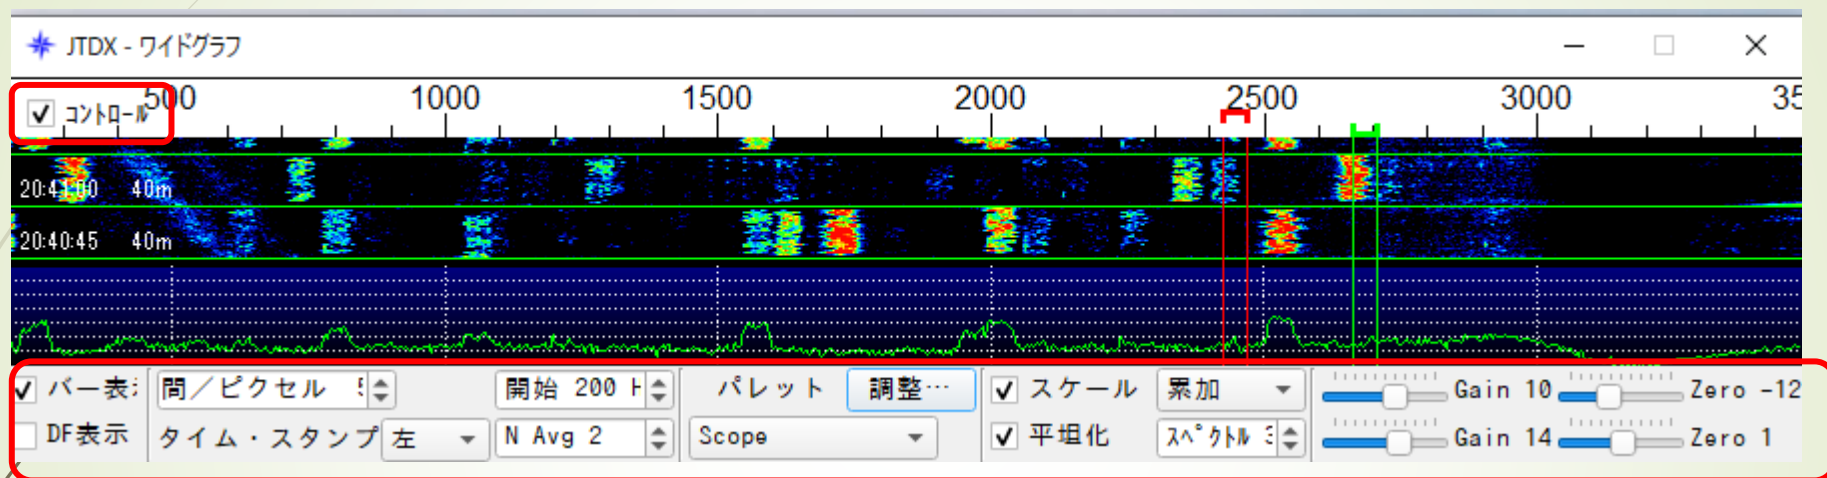 JTDX - ワイドグラフ
コントロール 500 1000 1500 2000 2500 3000 35
20:41:00 40m
20:40:45 40m
バー表 間／ピクセル 開始 200 パレット 調整… スケール 累加 Gain 10 Zero -12
DF表示 タイム・スタンプ 左 N Avg 2 Scope 平坦化 スペクトル Gain 14 Zero 1